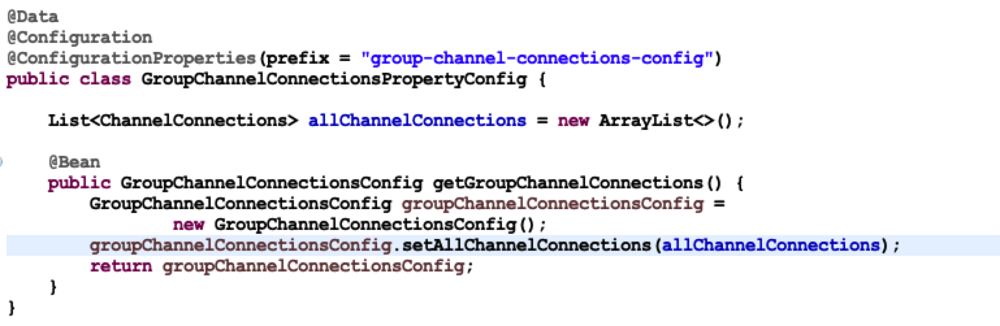 @Data
@Configuration
@ConfigurationProperties(prefix = "group-channel-connections-config")
public class GroupChannelConnectionsPropertyConfig {
List<ChannelConnections> allChannelConnections = new ArrayList<>();
@Bean
public GroupChannelConnectionsConfig getGroupChannelConnections() {
GroupChannelConnectionsConfig groupChannelConnectionsConfig =
new GroupChannelConnectionsConfig();
groupChannelConnectionsConfig.setAllChannelConnections(allChannelConnections);
return groupChannelConnectionsConfig;
}
}